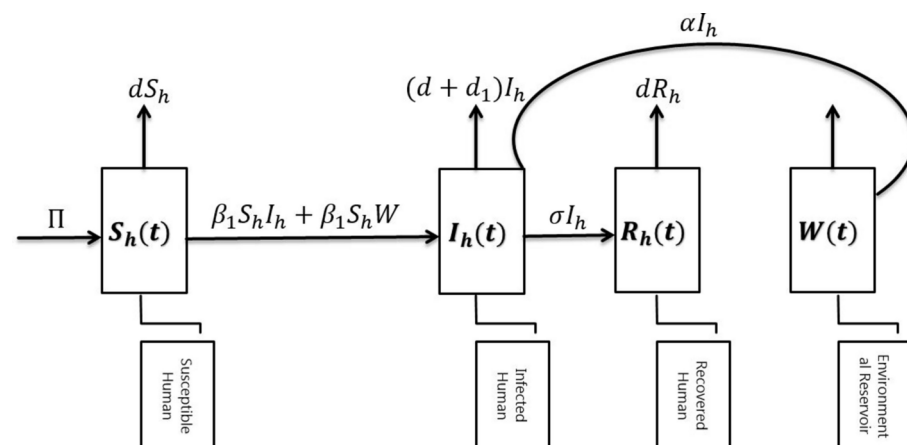 αI_h
dS_h
(d + d_1)I_h
dR_h
Π
S_h(t)
β_1S_hI_h + β_1S_hW
I_h(t)
σI_h
R_h(t)
W(t)
Susceptible
Human
Infected
Human
Recovered
Human
Environment
al Reservoir